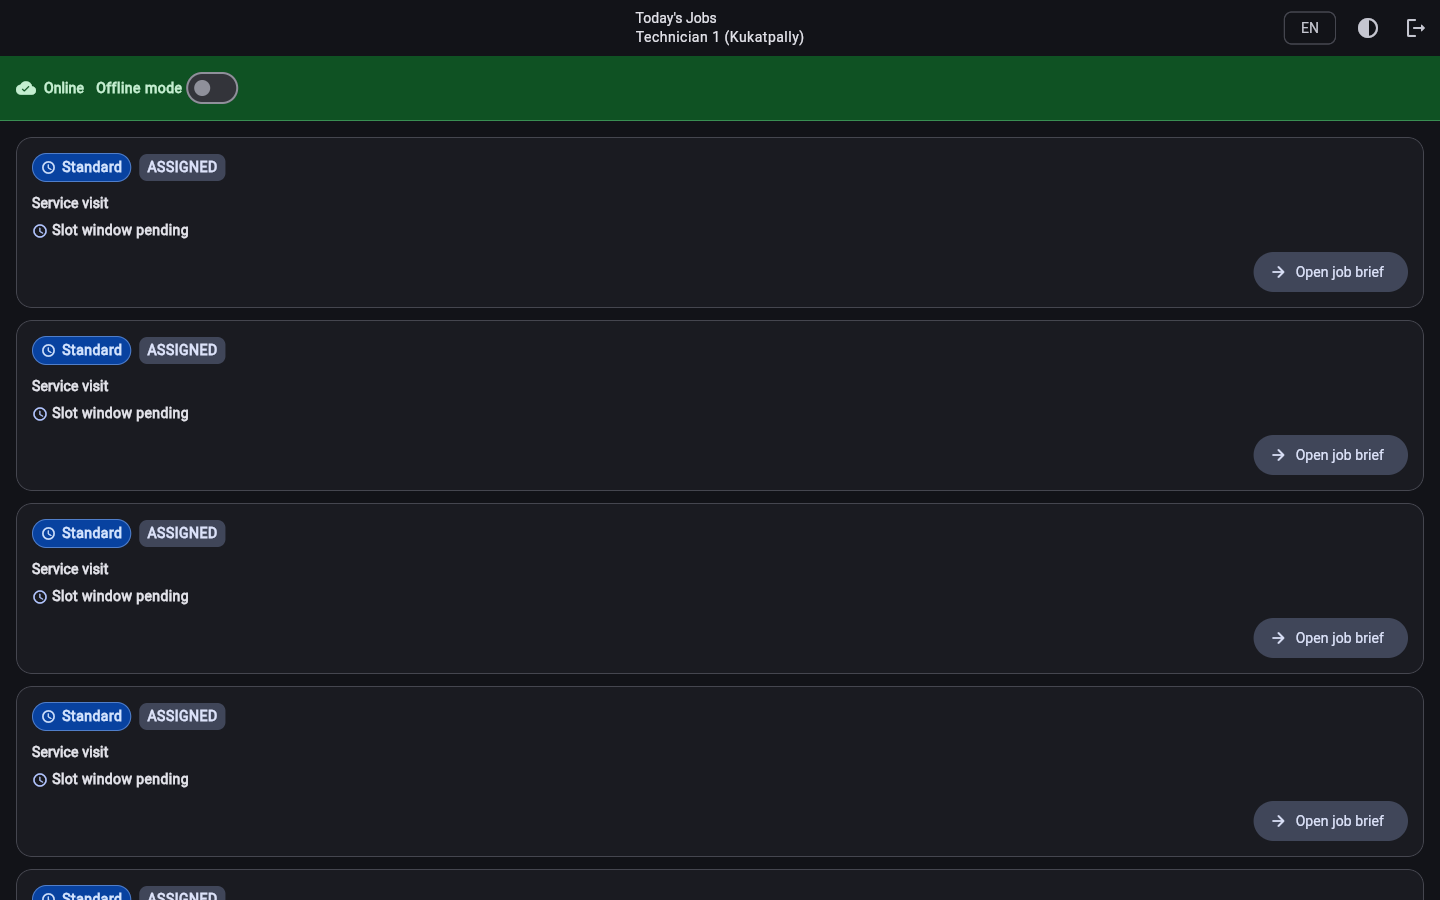 Today's Jobs
Technician 1 (Kukatpally)
EN
Online Offline mode
Standard ASSIGNED
Service visit
Slot window pending
Open job brief
Standard ASSIGNED
Service visit
Slot window pending
Open job brief
Standard ASSIGNED
Service visit
Slot window pending
Open job brief
Standard ASSIGNED
Service visit
Slot window pending
Open job brief
Standard ASSIGNED